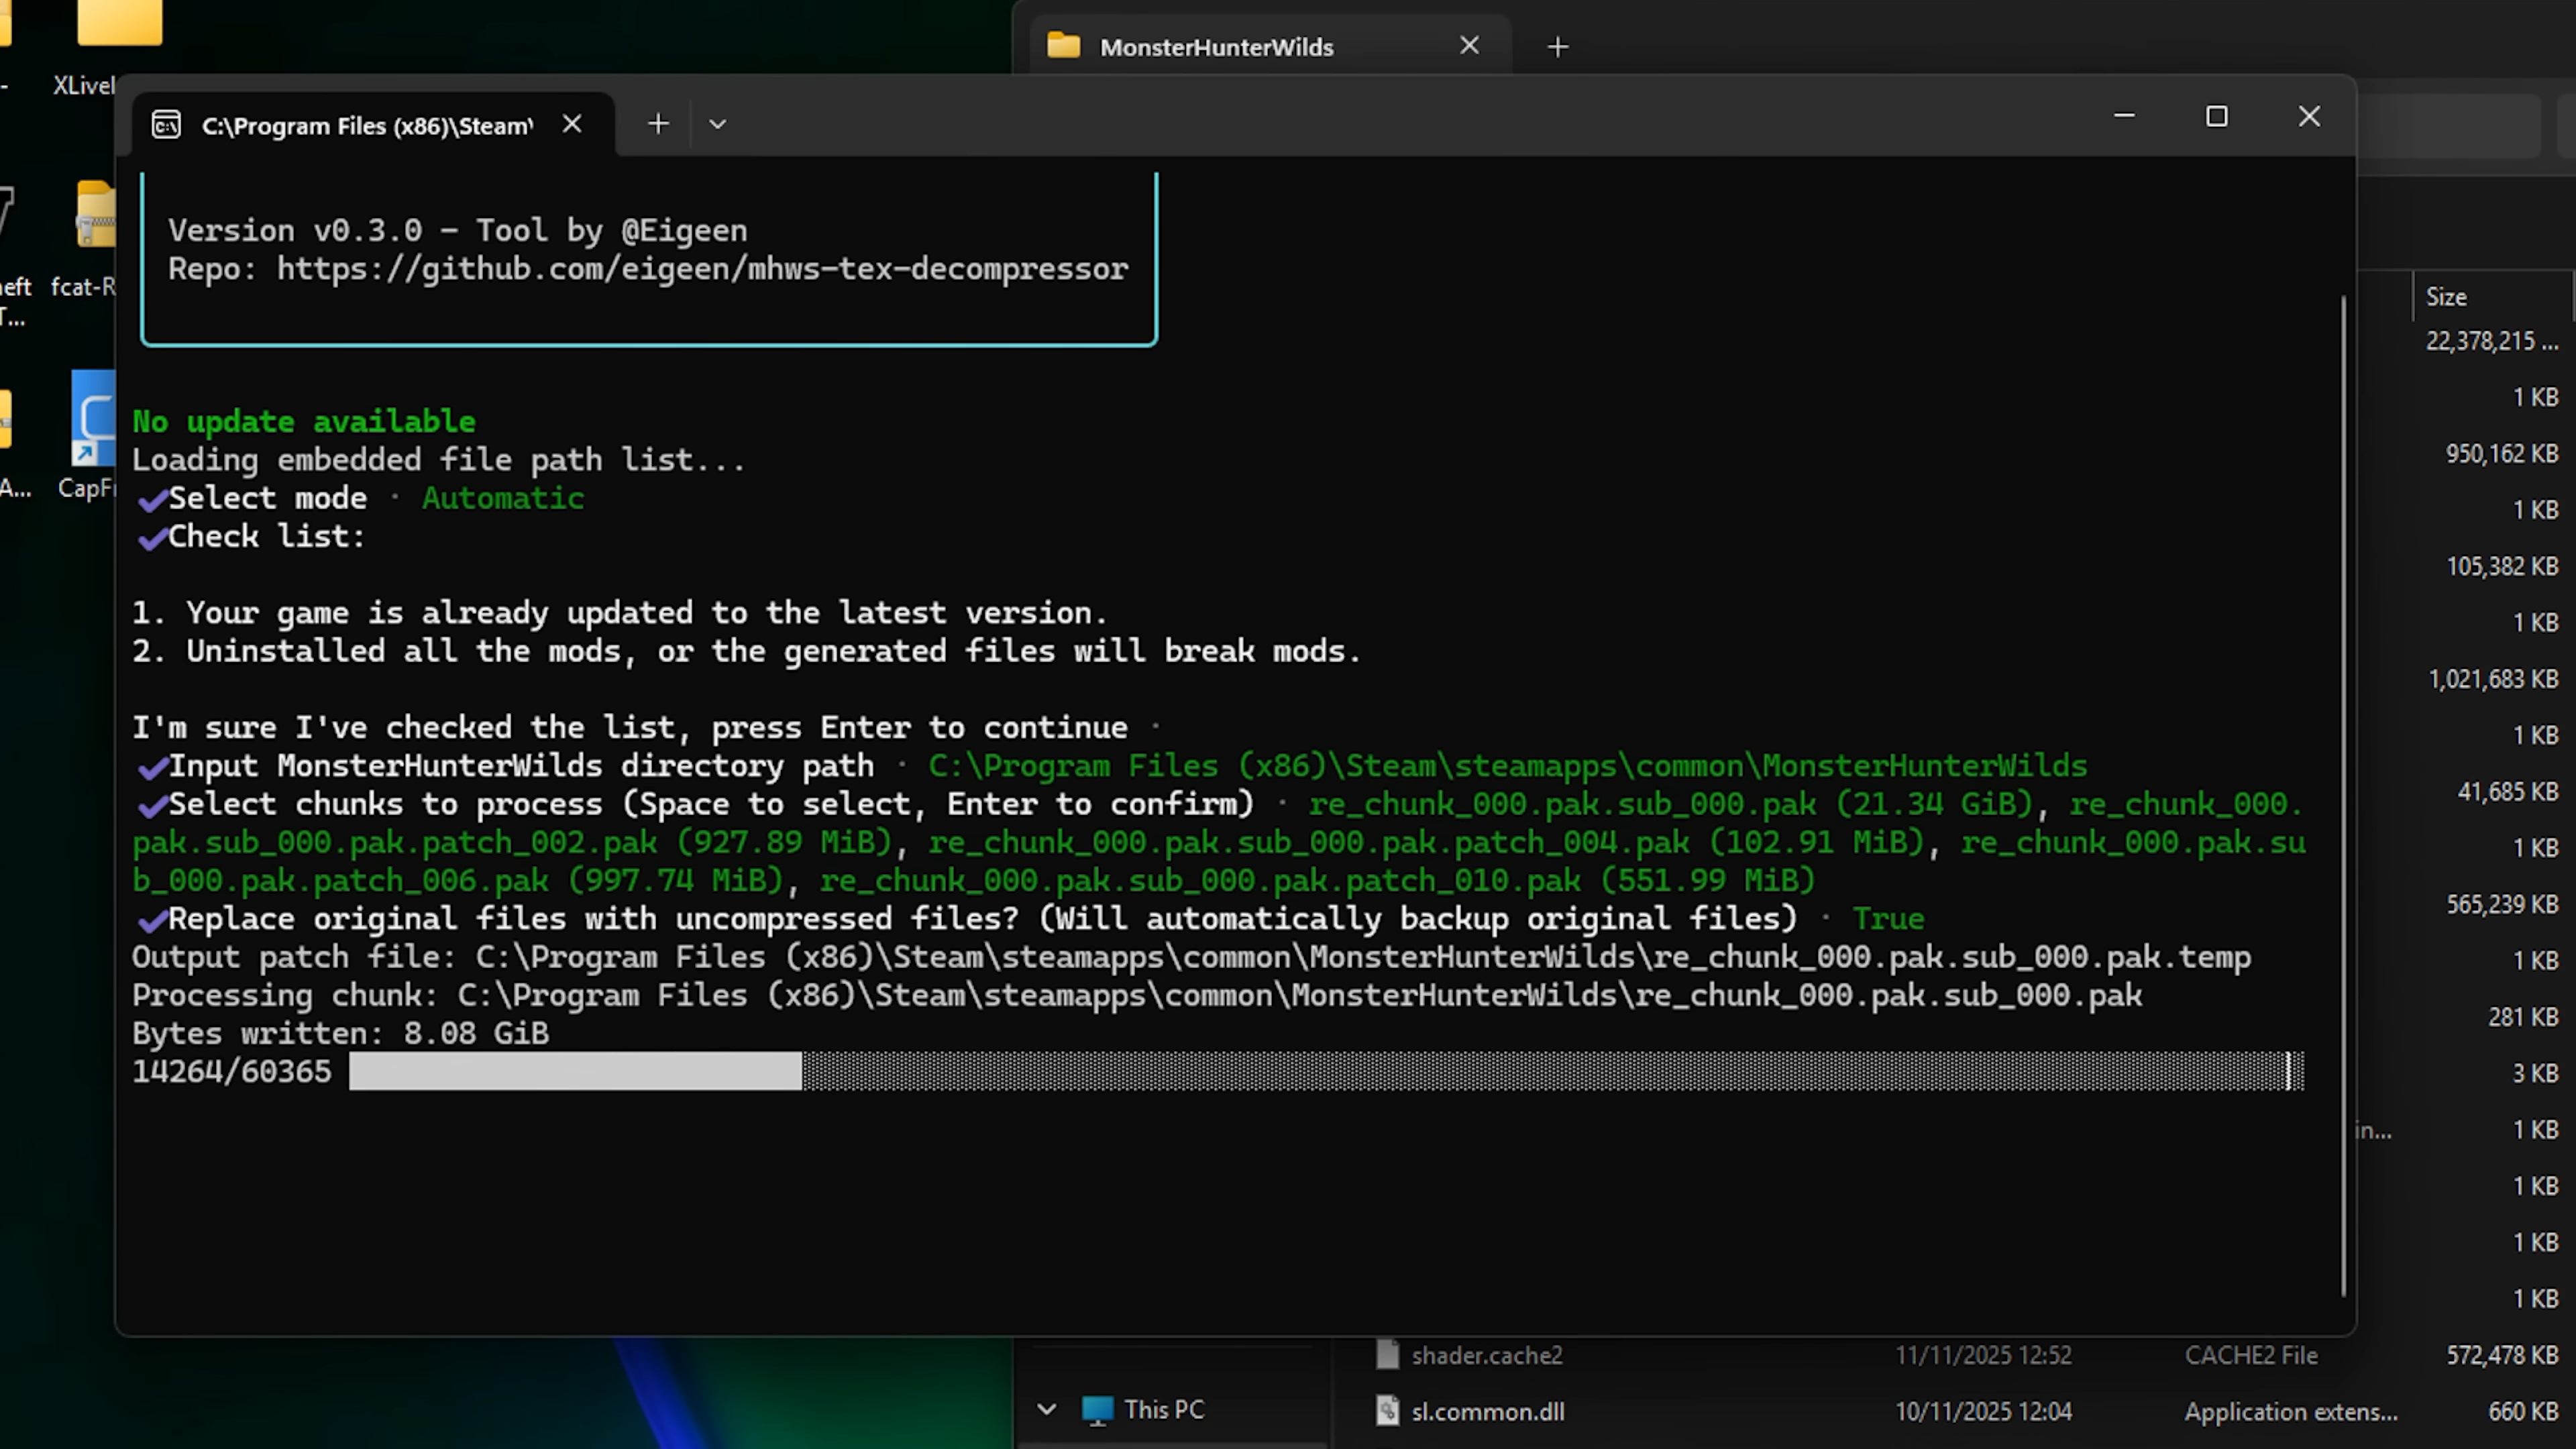 MonsterHunterWilds
XLivel
C:\Program Files (x86)\Steam\
Version v0.3.0 – Tool by @Eigeen
Repo: https://github.com/eigeen/mhws-tex-decompressor
eft
T...
fcat-R
A...
CapFr
No update available
Loading embedded file path list...
✔Select mode · Automatic
✔Check list:
1. Your game is already updated to the latest version.
2. Uninstalled all the mods, or the generated files will break mods.
I'm sure I've checked the list, press Enter to continue ·
✔Input MonsterHunterWilds directory path · C:\Program Files (x86)\Steam\steamapps\common\MonsterHunterWilds
✔Select chunks to process (Space to select, Enter to confirm) · re_chunk_000.pak.sub_000.pak (21.34 GiB), re_chunk_000.
pak.sub_000.pak.patch_002.pak (927.89 MiB), re_chunk_000.pak.sub_000.pak.patch_004.pak (102.91 MiB), re_chunk_000.pak.su
b_000.pak.patch_006.pak (997.74 MiB), re_chunk_000.pak.sub_000.pak.patch_010.pak (551.99 MiB)
✔Replace original files with uncompressed files? (Will automatically backup original files) · True
Output patch file: C:\Program Files (x86)\Steam\steamapps\common\MonsterHunterWilds\re_chunk_000.pak.sub_000.pak.temp
Processing chunk: C:\Program Files (x86)\Steam\steamapps\common\MonsterHunterWilds\re_chunk_000.pak.sub_000.pak
Bytes written: 8.08 GiB
14264/60365
Size
22,378,215 ...
1 KB
950,162 KB
1 KB
105,382 KB
1 KB
1,021,683 KB
1 KB
41,685 KB
1 KB
565,239 KB
1 KB
281 KB
3 KB
in... 1 KB
1 KB
1 KB
1 KB
shader.cache2 11/11/2025 12:52 CACHE2 File 572,478 KB
This PC
sl.common.dll 10/11/2025 12:04 Application extens... 660 KB